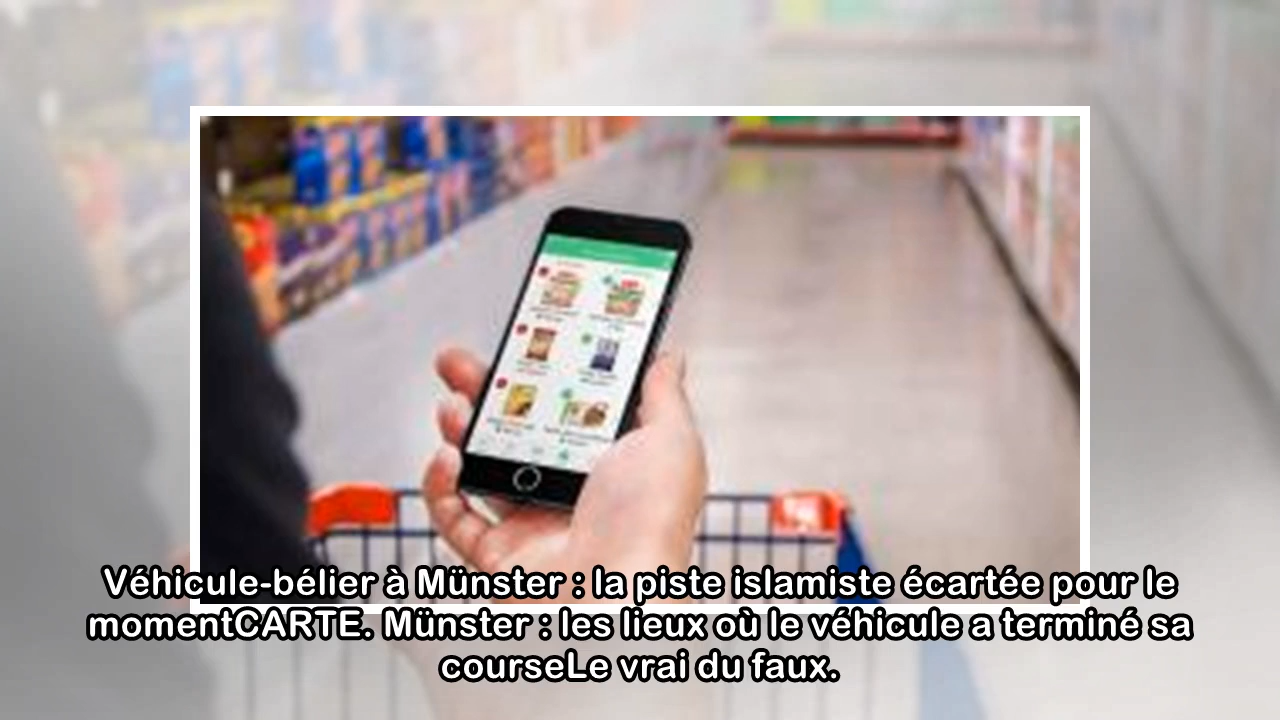 Véhicule-bélier à Münster : la piste islamiste écartée pour le
momentCARTE. Münster : les lieux où le véhicule a terminé sa
courseLe vrai du faux.